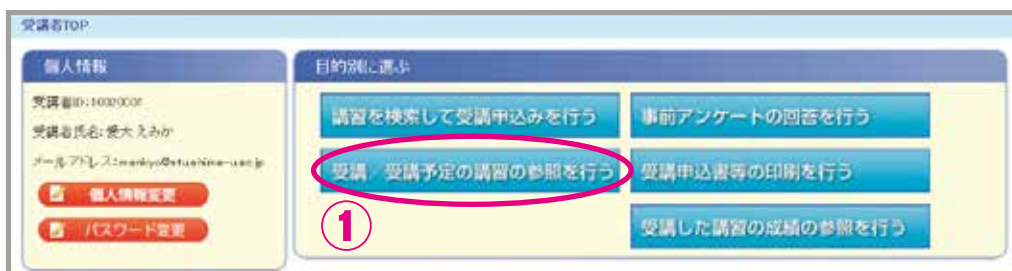 受講者TOP
個人情報
受講者ID:
受講者氏名:愛大 えみか
メールアドレス:
個人情報変更
パスワード変更
目的別に選ぶ
講習を検索して受講申込みを行う
事前アンケートの回答を行う
受講/受講予定の講習の参照を行う
受講申込書等の印刷を行う
①
受講した講習の成績の参照を行う